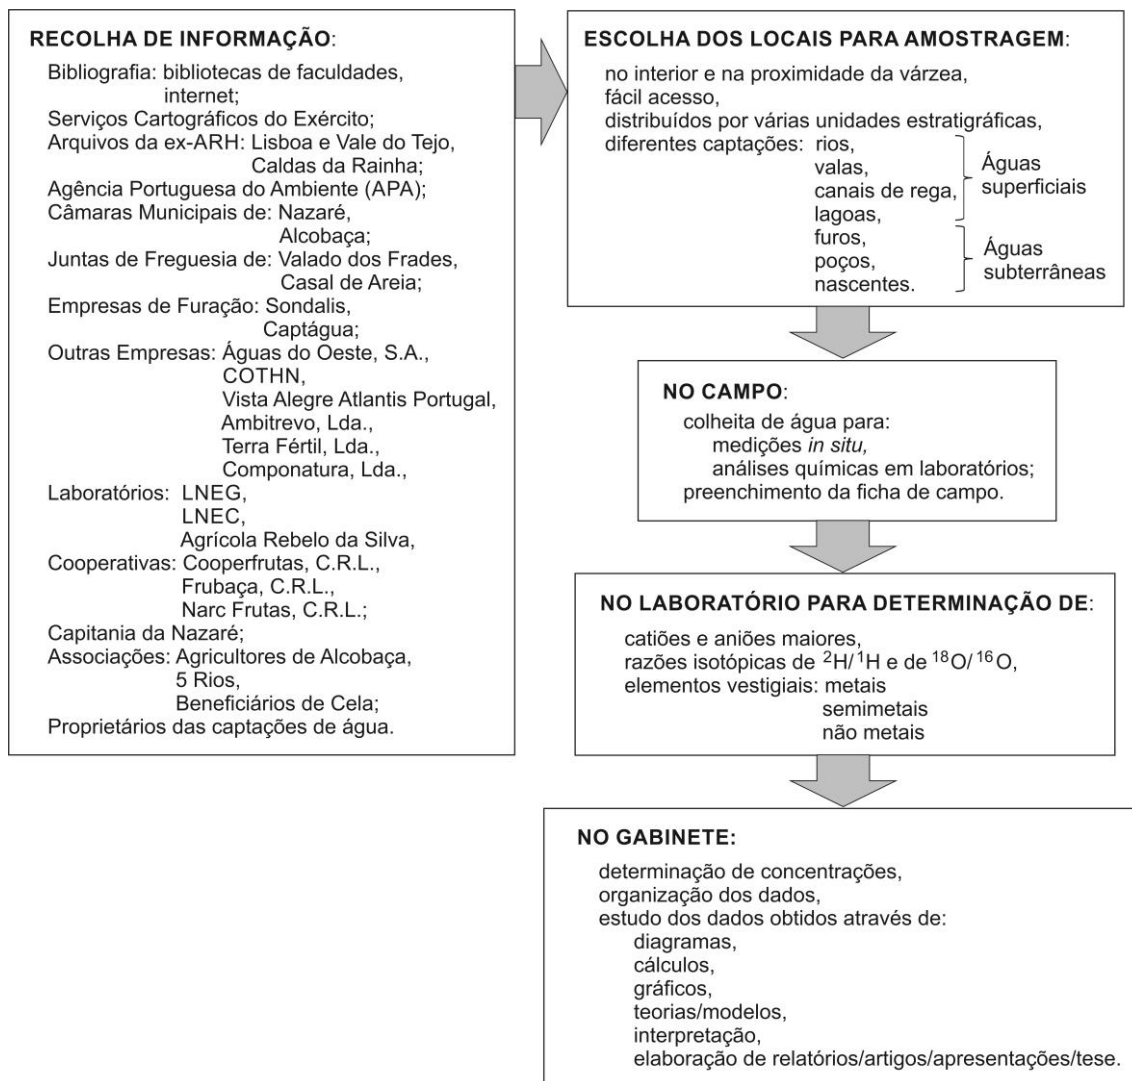 RECOLHA DE INFORMAÇÃO:
Bibliografia: bibliotecas de faculdades,
internet;
Serviços Cartográficos do Exército;
Arquivos da ex-ARH: Lisboa e Vale do Tejo,
Caldas da Rainha;
Agência Portuguesa do Ambiente (APA);
Câmaras Municipais de: Nazaré,
Alcobaça;
Juntas de Freguesia de: Valado dos Frades,
Casal de Areia;
Empresas de Furação: Sondalis,
Captágua;
Outras Empresas: Águas do Oeste, S.A.,
COTHN,
Vista Alegre Atlantis Portugal,
Ambitrevo, Lda.,
Terra Fértil, Lda.,
Componatura, Lda.,
Laboratórios: LNEG,
LNEC,
Agrícola Rebelo da Silva,
Cooperativas: Cooperfrutas, C.R.L.,
Frubaça, C.R.L.,
Narc Frutas, C.R.L.;
Capitania da Nazaré;
Associações: Agricultores de Alcobaça,
5 Rios,
Beneficiários de Cela;
Proprietários das captações de água.
ESCOLHA DOS LOCAIS PARA AMOSTRAGEM:
no interior e na proximidade da várzea,
fácil acesso,
distribuídos por várias unidades estratigráficas,
diferentes captações: rios,
valas,
canais de rega,
lagoas,
Águas
superficiais
furos,
poços,
nascentes.
Águas
subterrâneas
NO CAMPO:
colheita de água para:
medições in situ,
análises químicas em laboratórios;
preenchimento da ficha de campo.
NO LABORATÓRIO PARA DETERMINAÇÃO DE:
catiões e aniões maiores,
razões isotópicas de ²H/¹H e de ¹⁸O/¹⁶O,
elementos vestigiais: metais
semimetais
não metais
NO GABINETE:
determinação de concentrações,
organização dos dados,
estudo dos dados obtidos através de:
diagramas,
cálculos,
gráficos,
teorias/modelos,
interpretação,
elaboração de relatórios/artigos/apresentações/tese.